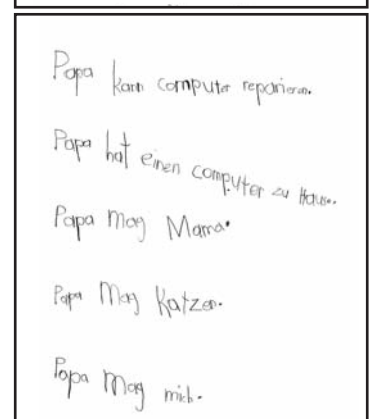 Papa kann computer reparieren.
Papa hat einen computer zu Hause.
Papa mag Mama.
Papa Mag Katzen.
Papa Mag mich.